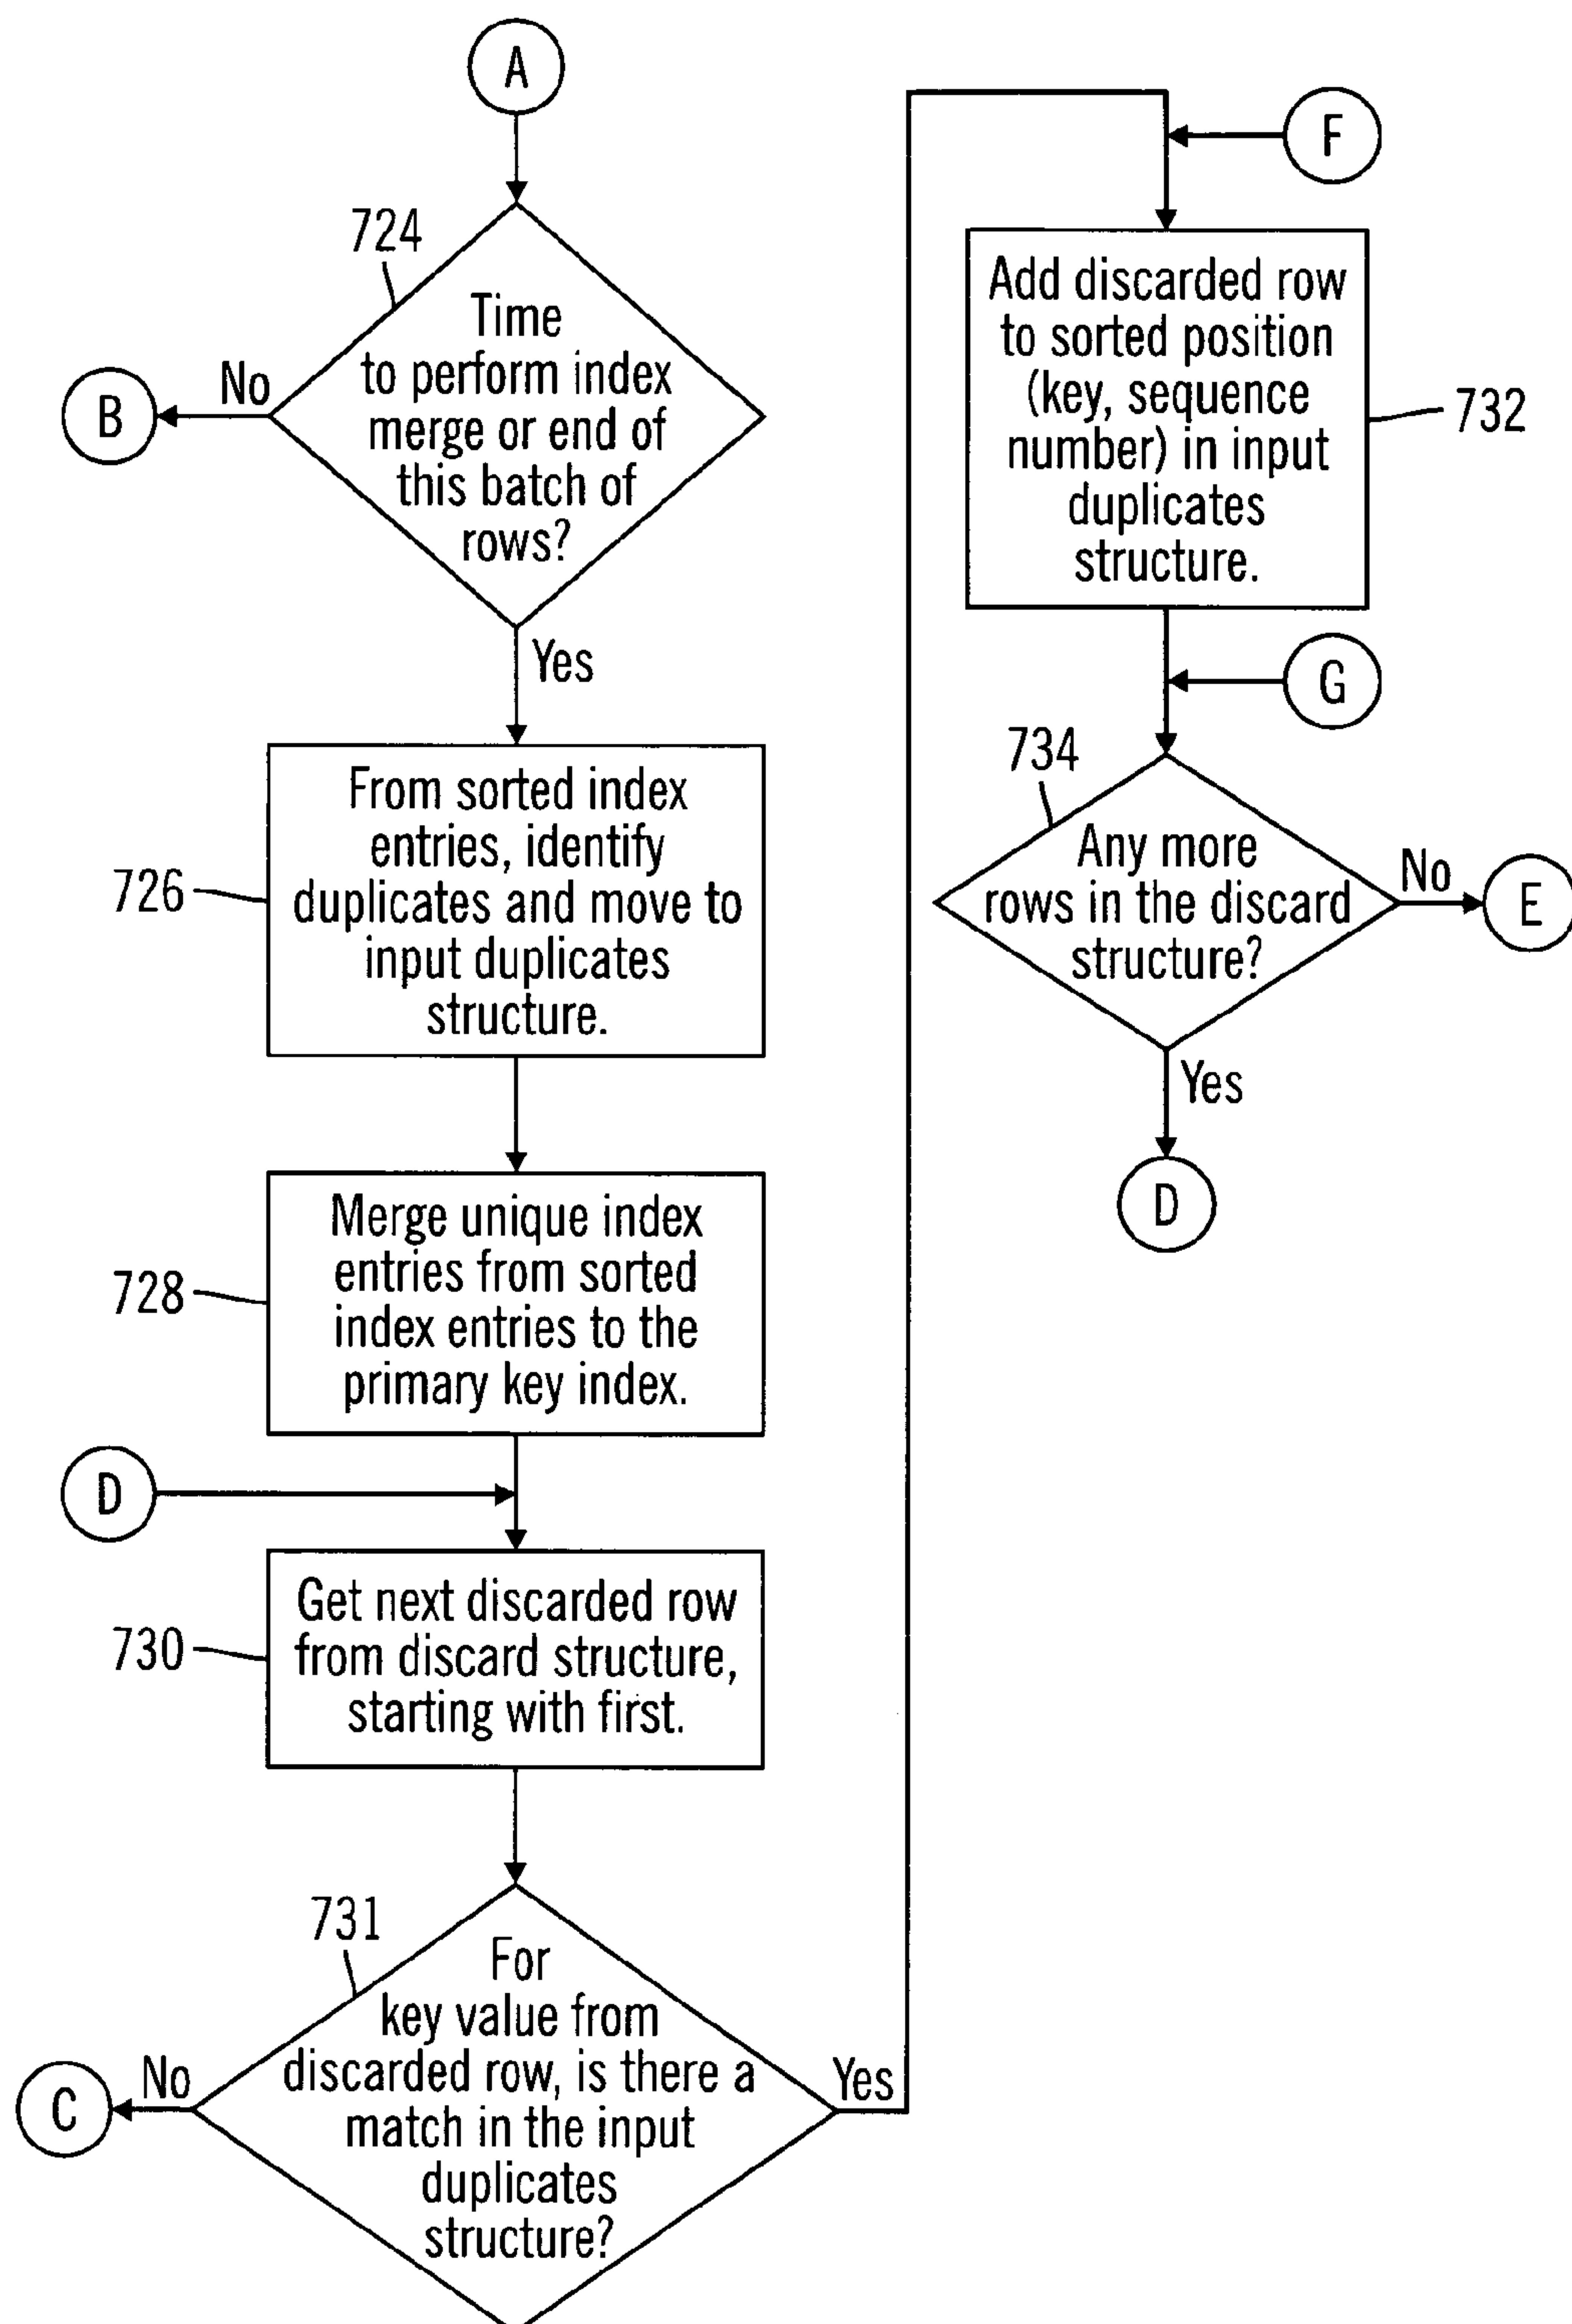 A
724
Time
to perform index
merge or end of
this batch of
rows?
No
B
Yes
726
From sorted index
entries, identify
duplicates and move to
input duplicates
structure.
728
Merge unique index
entries from sorted
index entries to the
primary key index.
D
730
Get next discarded row
from discard structure,
starting with first.
731
For
key value from
discarded row, is there a
match in the input
duplicates
structure?
No
C
Yes
F
Add discarded row
to sorted position
(key, sequence
number) in input
duplicates
structure.
732
G
734
Any more
rows in the discard
structure?
No
E
Yes
D